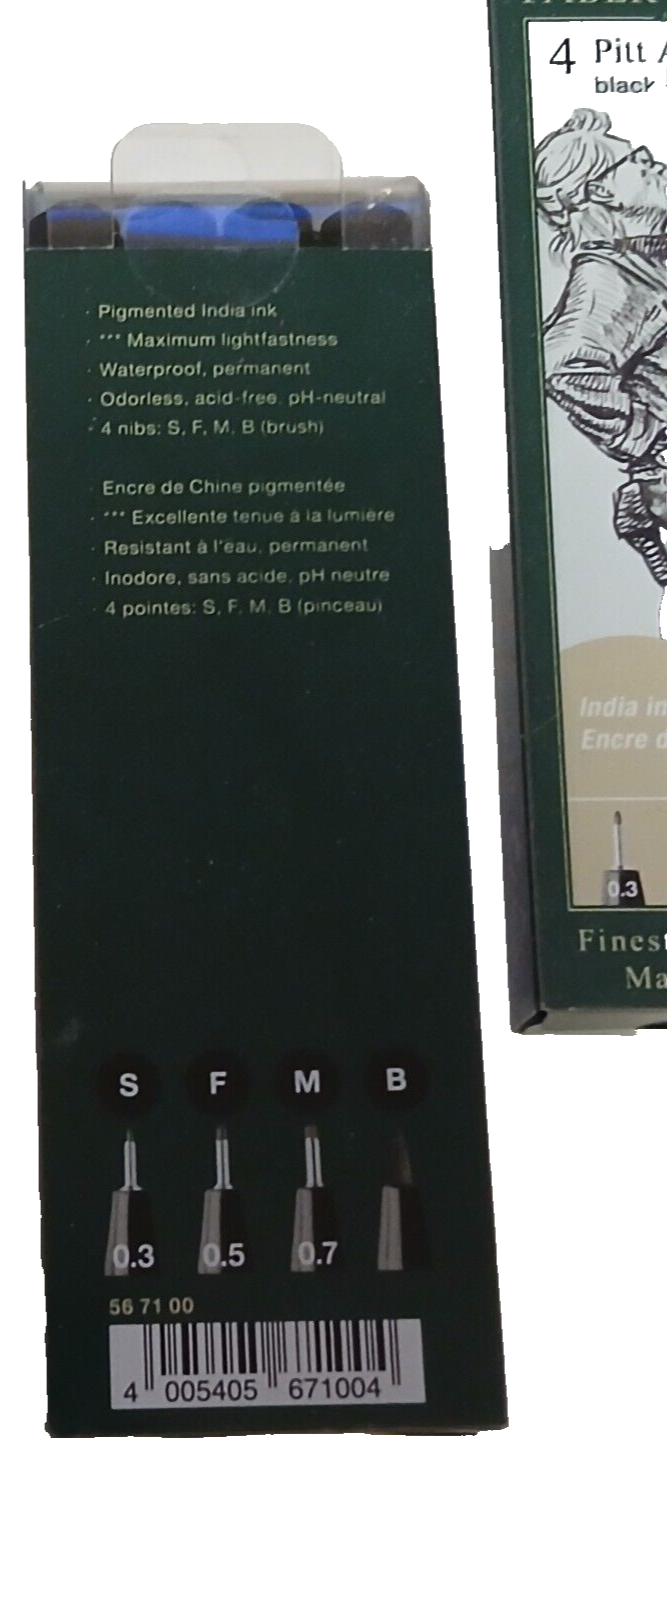 · Pigmented India ink
· *** Maximum lightfastness
· Waterproof, permanent
· Odorless, acid-free, pH-neutral
· 4 nibs: S, F, M, B (brush)
· Encre de Chine pigmentée
· *** Excellente tenue à la lumière
· Resistant à l'eau, permanent
· Inodore, sans acide, pH neutre
· 4 pointes: S, F, M, B (pinceau)
S F M B
0.3 0.5 0.7
56 71 00
4 005405 671004
4 Pitt
black
India in
Encre d
0.3
Finest
Ma